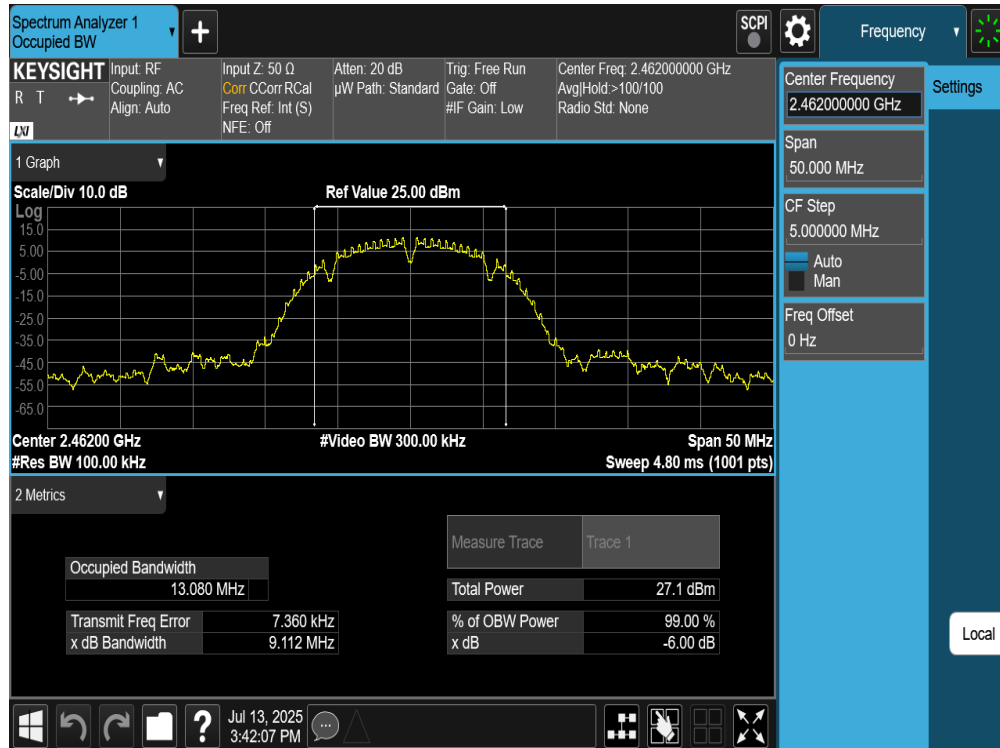 Spectrum Analyzer 1
Occupied BW
+
SCPI
Frequency
KEYSIGHT
R T
LXI
Input: RF
Coupling: AC
Align: Auto
Input Z: 50 Ω
Corr CCorr RCal
Freq Ref: Int (S)
NFE: Off
Atten: 20 dB
µW Path: Standard
Trig: Free Run
Gate: Off
#IF Gain: Low
Center Freq: 2.462000000 GHz
Avg|Hold:>100/100
Radio Std: None
Center Frequency
2.462000000 GHz
Settings
Span
50.000 MHz
CF Step
5.000000 MHz
Auto
Man
Freq Offset
0 Hz
Local
1 Graph
Scale/Div 10.0 dB
Ref Value 25.00 dBm
Log
15.0
5.00
-5.00
-15.0
-25.0
-35.0
-45.0
-55.0
-65.0
Center 2.46200 GHz
#Video BW 300.00 kHz
Span 50 MHz
#Res BW 100.00 kHz
Sweep 4.80 ms (1001 pts)
2 Metrics
Measure Trace
Trace 1
Occupied Bandwidth
13.080 MHz
Total Power
27.1 dBm
Transmit Freq Error
7.360 kHz
% of OBW Power
99.00 %
x dB Bandwidth
9.112 MHz
x dB
-6.00 dB
?
Jul 13, 2025
3:42:07 PM